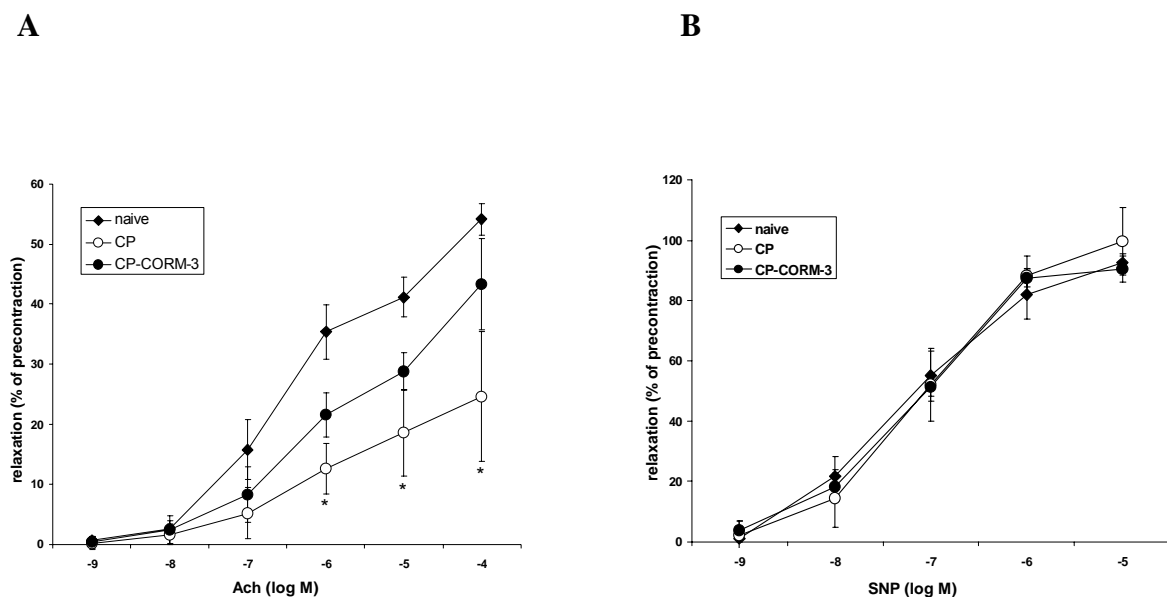 A
B
relaxation (% of precontraction)
60
50
40
30
20
10
0
naive
CP
CP-CORM-3
*
*
*
-9 -8 -7 -6 -5 -4
Ach (log M)
relaxation (% of precontraction)
120
100
80
60
40
20
0
naive
CP
CP-CORM-3
-9 -8 -7 -6 -5
SNP (log M)